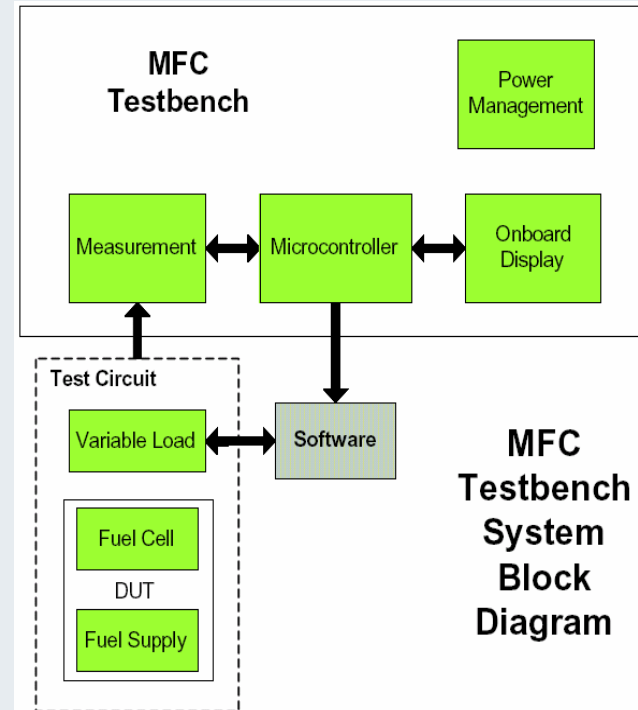 MFC
Testbench
Power
Management
Measurement
Microcontroller
Onboard
Display
Test Circuit
Variable Load
Software
Fuel Cell
DUT
Fuel Supply
MFC
Testbench
System
Block
Diagram